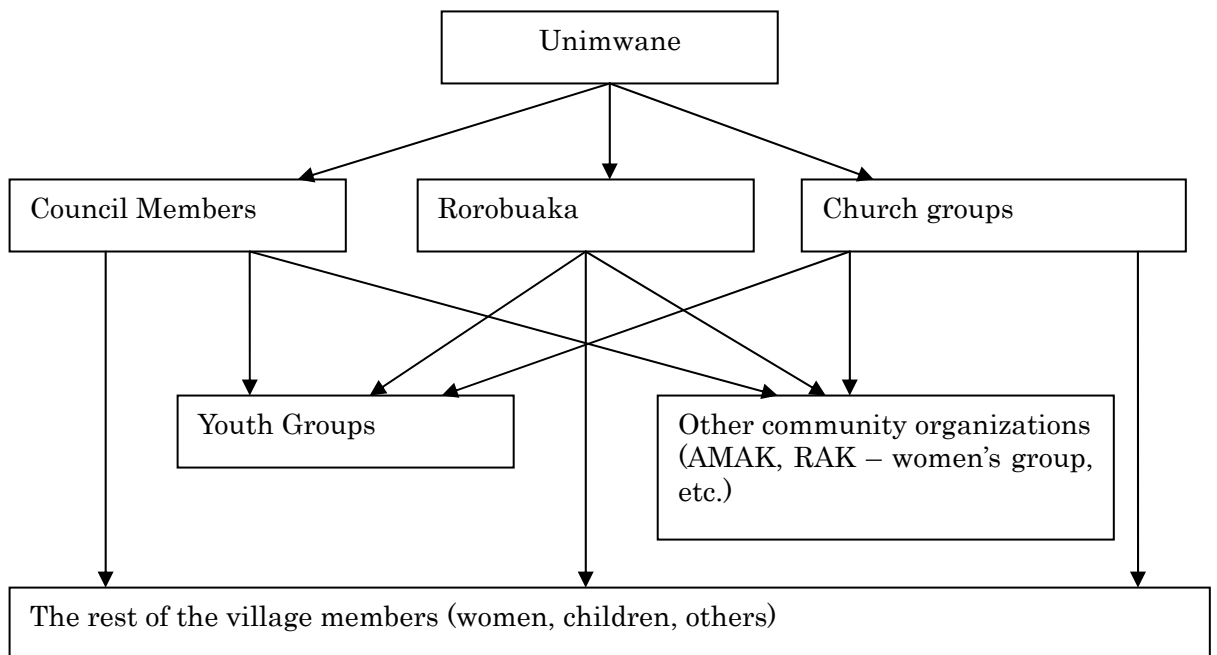 Unimwane
Council Members
Rorobuaka
Church groups
Youth Groups
Other community organizations
(AMAK, RAK – women's group,
etc.)
The rest of the village members (women, children, others)